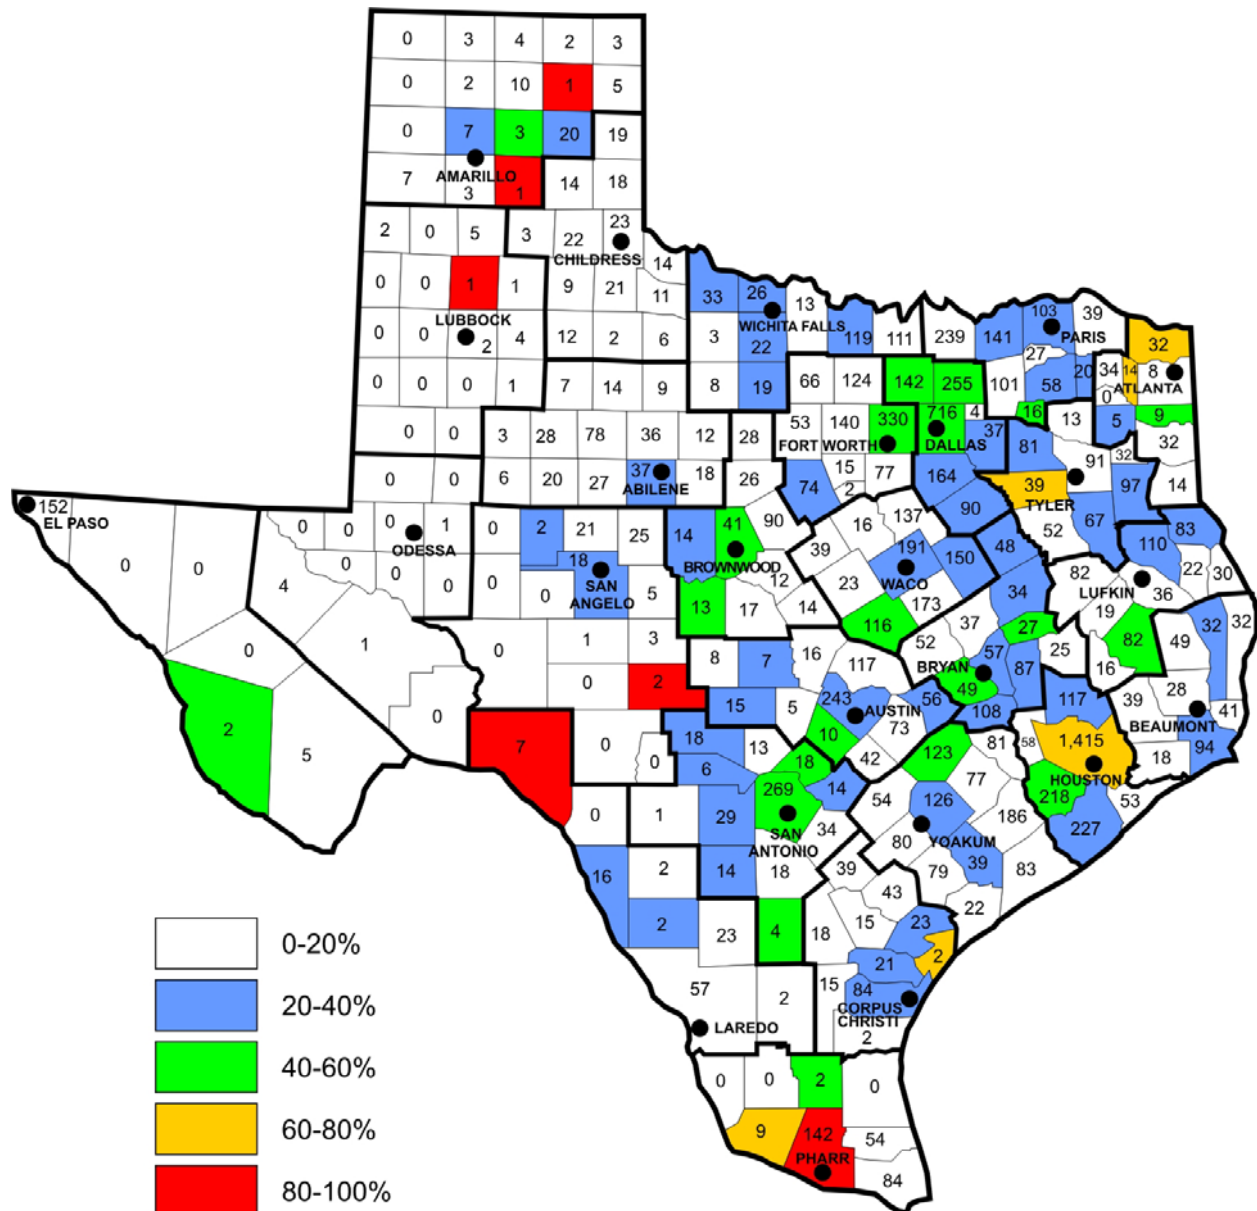 0 3 4 2 3
0 2 10 1 5
0 7 3 20 19
AMARILLO
7 3 1 14 18
2 0 5 3 22 23
CHILDRESS
14
0 0 1 1 9 21 11
33 26 13
LUBBOCK
WICHITA FALLS
0 0 2 4 12 2 6
3 22 119 111 239 141 103 39
PARIS
27
32
0 0 0 1 7 14 9
8 19 66 124 142 255 101 58 20 34 14 8
ATLANTA
0
0 0 3 28 78 36 12 28
53 140 330 716 4 37 16 13 5 9
FORT WORTH
DALLAS
81 32 32
91
0 0 6 20 27 37 18 26
ABILENE
74 15 2 77 164 39 97 14
TYLER
152
EL PASO
0 0
0 0 0 1
ODESSA
0 2 21 25 14 41 90
BROWNWOOD
16 137 90 52 67 83
0 0 0 0 0 0 18 5
SAN
ANGELO
39 191 150 48 110 22 30
WACO
12
4
13 17 14 23 173 34 82 36
LUFKIN
19
116 52 37 27 82 32 32
49
0 1 0 1 3
8 7 16 117
BRYAN
57 25 16
87
0 2
15 5 243 73 56 49 108 117 39 28 41
AUSTIN
BEAUMONT
2 5 0
7 0 0 18 13 10 42 123 81 58 1,415 18 94
HOUSTON
6 18
269 14 54 77 218 53
0 1 29 34 126 186 227
SAN
ANTONIO
YOAKUM
80 39
16 2 14 18 39 79 83
43
22
2 23 4 18 15 23
2
21
57 2 15 84
CORPUS
CHRISTI
LAREDO
2
0 0 2 0
9 142 54
PHARR
84
0-20%
20-40%
40-60%
60-80%
80-100%